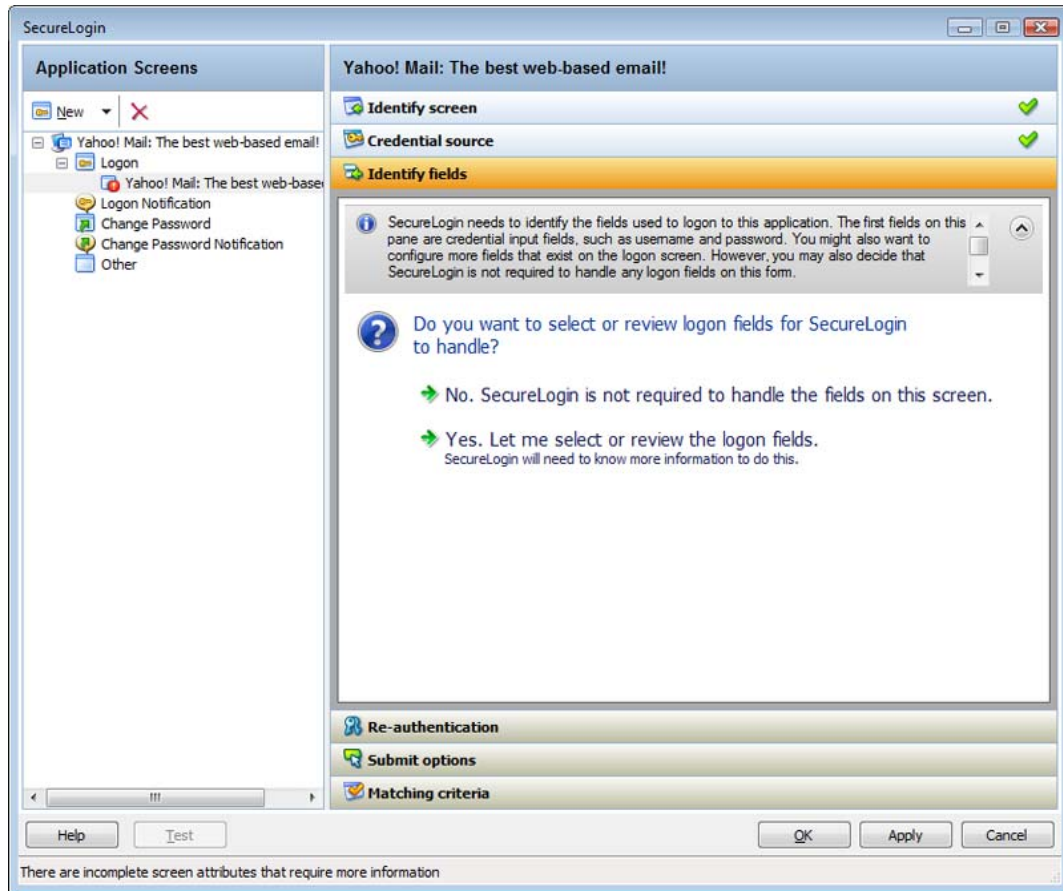 SecureLogin
Application Screens
New
Yahoo! Mail: The best web-based email!
Logon
Yahoo! Mail: The best web-base
Logon Notification
Change Password
Change Password Notification
Other
Yahoo! Mail: The best web-based email!
Identify screen
Credential source
Identify fields
SecureLogin needs to identify the fields used to logon to this application. The first fields on this
pane are credential input fields, such as username and password. You might also want to
configure more fields that exist on the logon screen. However, you may also decide that
SecureLogin is not required to handle any logon fields on this form.
Do you want to select or review logon fields for SecureLogin
to handle?
No. SecureLogin is not required to handle the fields on this screen.
Yes. Let me select or review the logon fields.
SecureLogin will need to know more information to do this.
Re-authentication
Submit options
Matching criteria
Help
Test
OK
Apply
Cancel
There are incomplete screen attributes that require more information